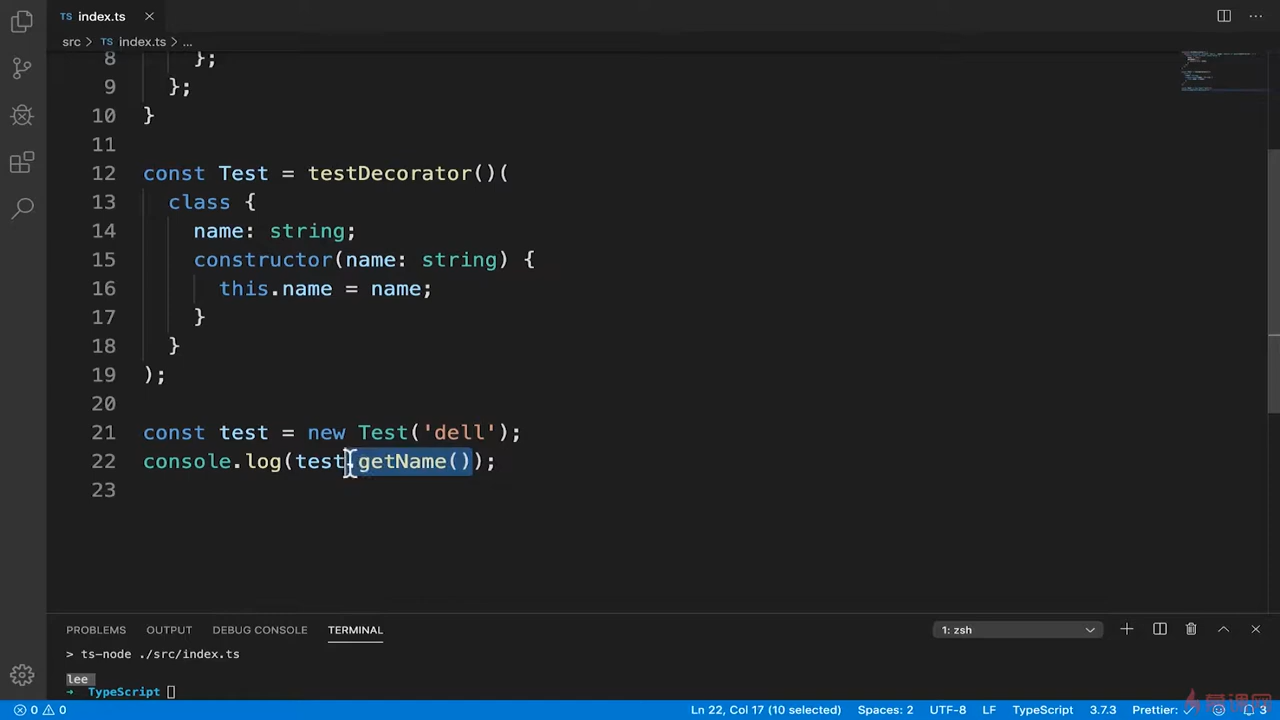 TS index.ts
src > TS index.ts > ...
8 };
9 };
10 }
11
12 const Test = testDecorator()(
13 class {
14 name: string;
15 constructor(name: string) {
16 this.name = name;
17 }
18 }
19 );
20
21 const test = new Test('dell');
22 console.log(test.getName());
23
PROBLEMS OUTPUT DEBUG CONSOLE TERMINAL 1: zsh
> ts-node ./src/index.ts
lee
→ TypeScript
0 0 Ln 22, Col 17 (10 selected) Spaces: 2 UTF-8 LF TypeScript 3.7.3 Prettier: ✓ 3
慕课网